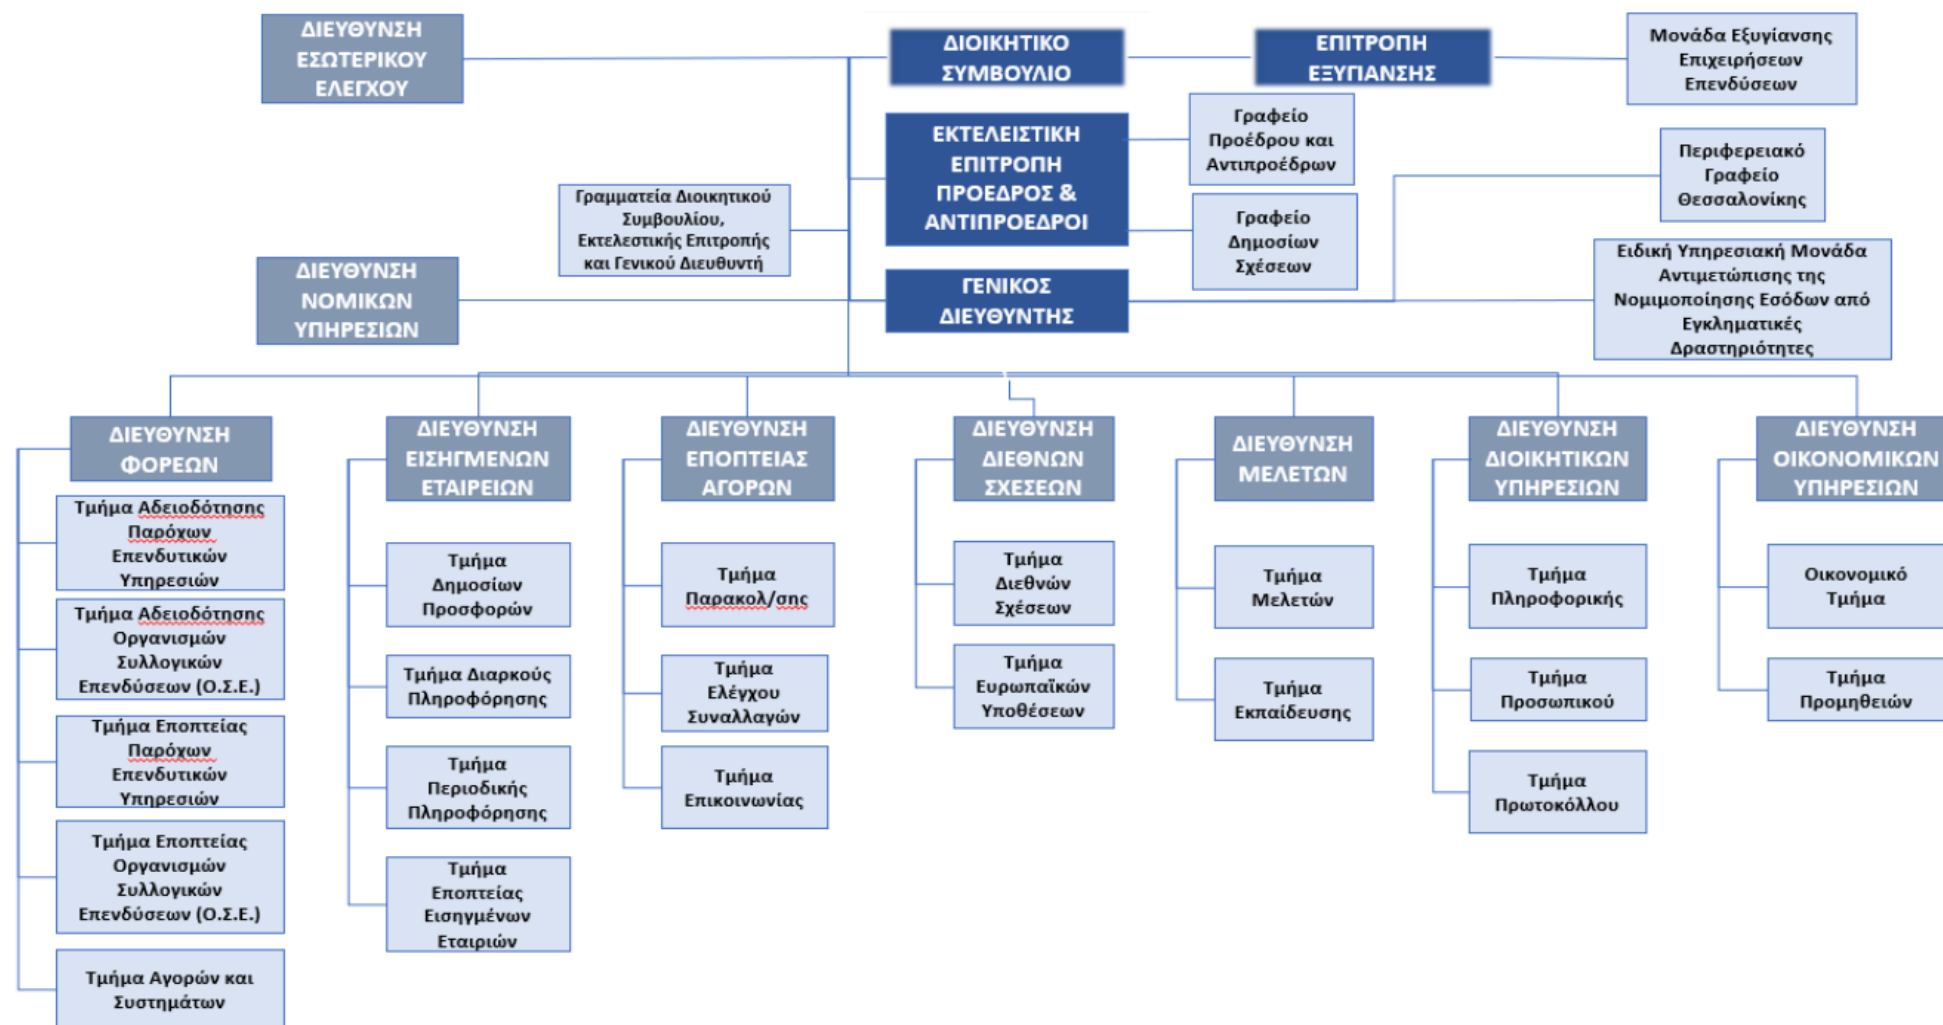 ΔΙΕΥΘΥΝΣΗ
ΕΣΩΤΕΡΙΚΟΥ
ΕΛΕΓΧΟΥ
ΔΙΟΙΚΗΤΙΚΟ
ΣΥΜΒΟΥΛΙΟ
ΕΠΙΤΡΟΠΗ
ΕΞΥΓΙΑΝΣΗΣ
Μονάδα Εξυγίανσης
Επιχειρήσεων
Επενδύσεων
ΕΚΤΕΛΕΙΣΤΙΚΗ
ΕΠΙΤΡΟΠΗ
ΠΡΟΕΔΡΟΣ &
ΑΝΤΙΠΡΟΕΔΡΟΙ
Γραφείο
Προέδρου και
Αντιπροέδρων
Περιφερειακό
Γραφείο
Θεσσαλονίκης
Γραμματεία Διοικητικού
Συμβουλίου,
Εκτελεστικής Επιτροπής
και Γενικού Διευθυντή
Γραφείο
Δημοσίων
Σχέσεων
ΔΙΕΥΘΥΝΣΗ
ΝΟΜΙΚΩΝ
ΥΠΗΡΕΣΙΩΝ
ΓΕΝΙΚΟΣ
ΔΙΕΥΘΥΝΤΗΣ
Ειδική Υπηρεσιακή Μονάδα
Αντιμετώπισης της
Νομιμοποίησης Εσόδων από
Εγκληματικές
Δραστηριότητες
ΔΙΕΥΘΥΝΣΗ
ΦΟΡΕΩΝ
Τμήμα Αδειοδότησης
Παρόχων
Επενδυτικών
Υπηρεσιών
Τμήμα Αδειοδότησης
Οργανισμών
Συλλογικών
Επενδύσεων (Ο.Σ.Ε.)
Τμήμα Εποπτείας
Παρόχων
Επενδυτικών
Υπηρεσιών
Τμήμα Εποπτείας
Οργανισμών
Συλλογικών
Επενδύσεων (Ο.Σ.Ε.)
Τμήμα Αγορών και
Συστημάτων
ΔΙΕΥΘΥΝΣΗ
ΕΙΣΗΓΜΕΝΩΝ
ΕΤΑΙΡΕΙΩΝ
Τμήμα
Δημοσίων
Προσφορών
Τμήμα Διαρκούς
Πληροφόρησης
Τμήμα
Περιοδικής
Πληροφόρησης
Τμήμα
Εποπτείας
Εισηγμένων
Εταιριών
ΔΙΕΥΘΥΝΣΗ
ΕΠΟΠΤΕΙΑΣ
ΑΓΟΡΩΝ
Τμήμα
Παρακολ/σης
Τμήμα
Ελέγχου
Συναλλαγών
Τμήμα
Επικοινωνίας
ΔΙΕΥΘΥΝΣΗ
ΔΙΕΘΝΩΝ
ΣΧΕΣΕΩΝ
Τμήμα
Διεθνών
Σχέσεων
Τμήμα
Ευρωπαϊκών
Υποθέσεων
ΔΙΕΥΘΥΝΣΗ
ΜΕΛΕΤΩΝ
Τμήμα
Μελετών
Τμήμα
Εκπαίδευσης
ΔΙΕΥΘΥΝΣΗ
ΔΙΟΙΚΗΤΙΚΩΝ
ΥΠΗΡΕΣΙΩΝ
Τμήμα
Πληροφορικής
Τμήμα
Προσωπικού
Τμήμα
Πρωτοκόλλου
ΔΙΕΥΘΥΝΣΗ
ΟΙΚΟΝΟΜΙΚΩΝ
ΥΠΗΡΕΣΙΩΝ
Οικονομικό
Τμήμα
Τμήμα
Προμηθειών